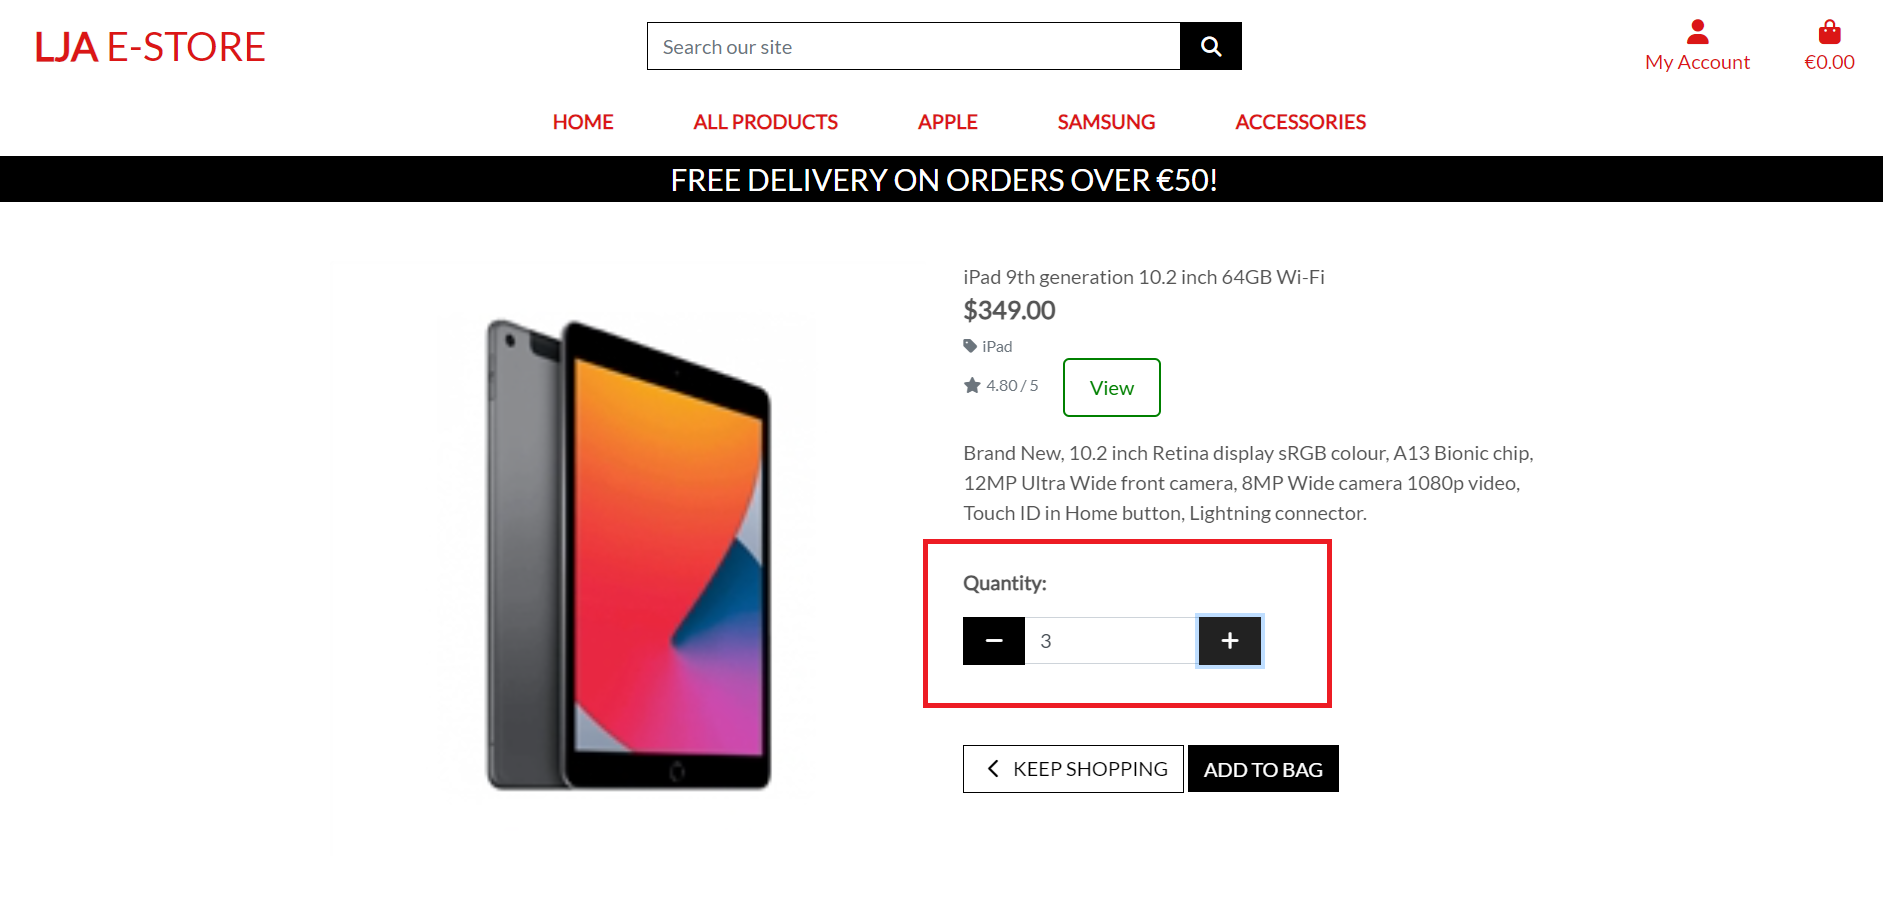 LJA E-STORE
Search our site
My Account
€0.00
HOME
ALL PRODUCTS
APPLE
SAMSUNG
ACCESSORIES
FREE DELIVERY ON ORDERS OVER €50!
iPad 9th generation 10.2 inch 64GB Wi-Fi
$349.00
iPad
4.80 / 5
View
Brand New, 10.2 inch Retina display sRGB colour, A13 Bionic chip,
12MP Ultra Wide front camera, 8MP Wide camera 1080p video,
Touch ID in Home button, Lightning connector.
Quantity:
3
KEEP SHOPPING
ADD TO BAG